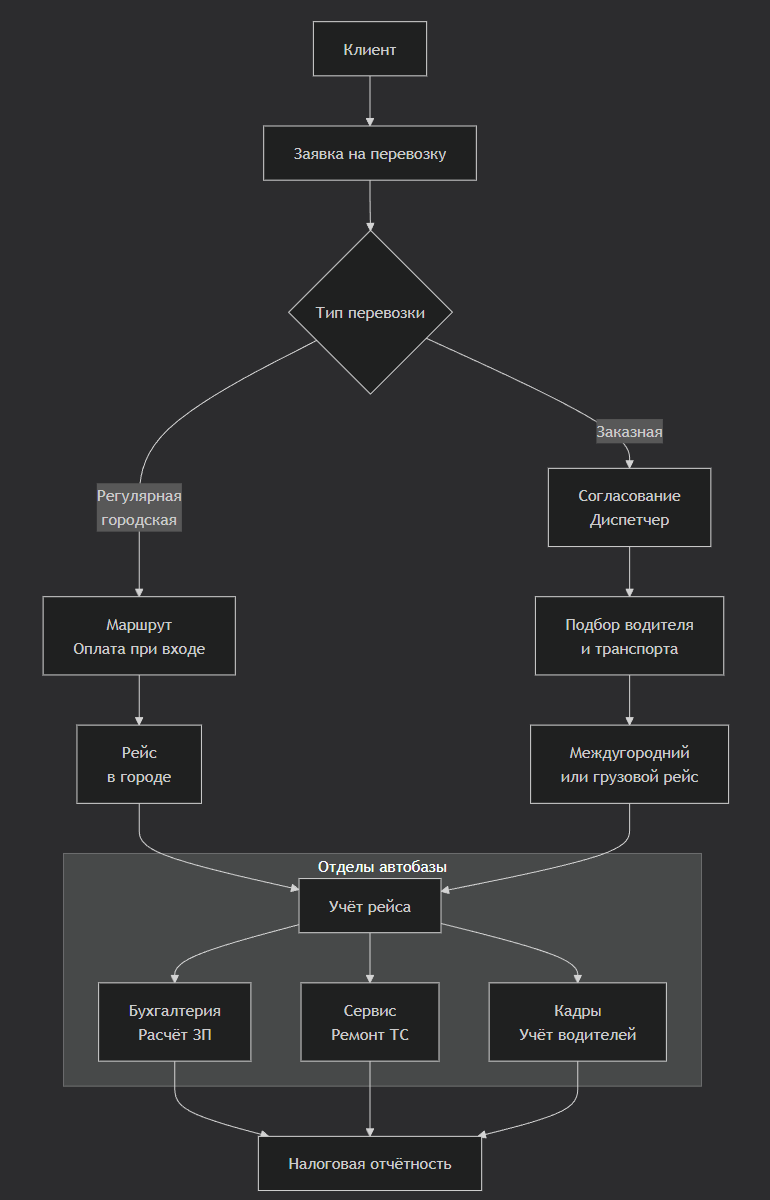 Клиент
Заявка на перевозку
Тип перевозки
Заказная
Регулярная
городская
Согласование
Диспетчер
Маршрут
Оплата при входе
Подбор водителя
и транспорта
Рейс
в городе
Междугородний
или грузовой рейс
Отделы автобазы
Учёт рейса
Бухгалтерия
Расчёт ЗП
Сервис
Ремонт ТС
Кадры
Учёт водителей
Налоговая отчётность